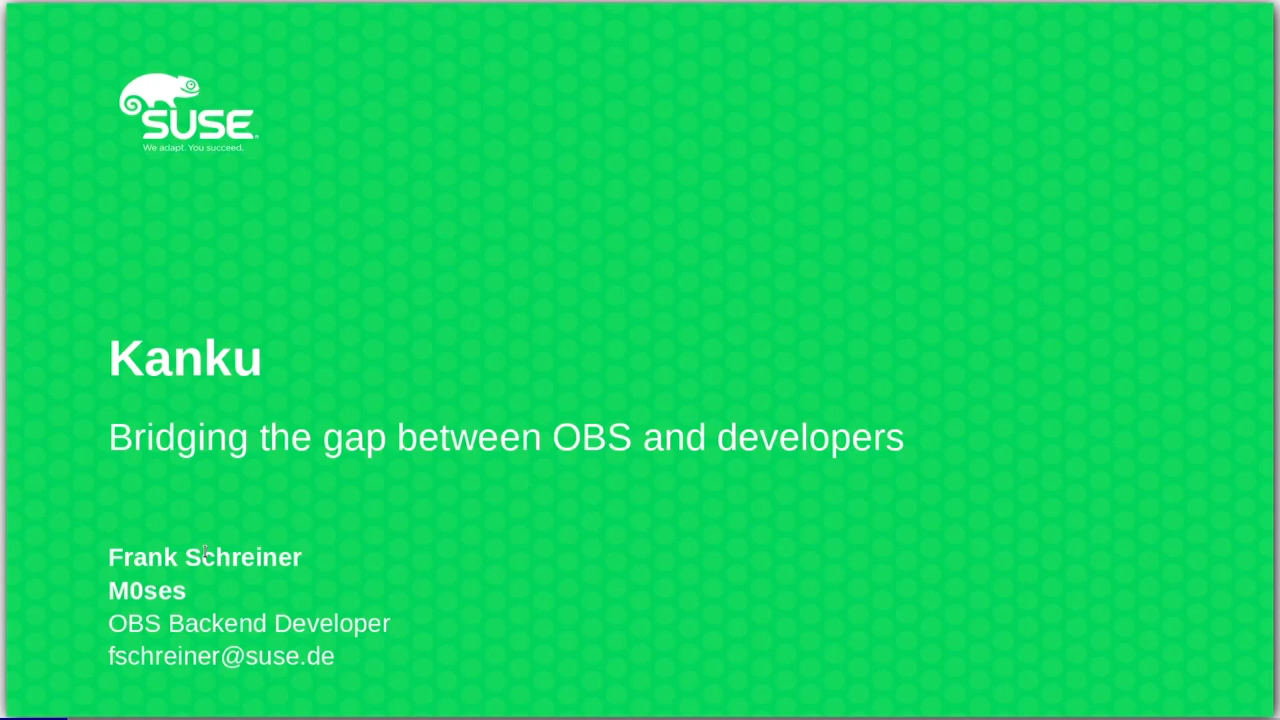 SUSE
We adapt. You succeed.
Kanku
Bridging the gap between OBS and developers
Frank Schreiner
M0ses
OBS Backend Developer
fschreiner@suse.de